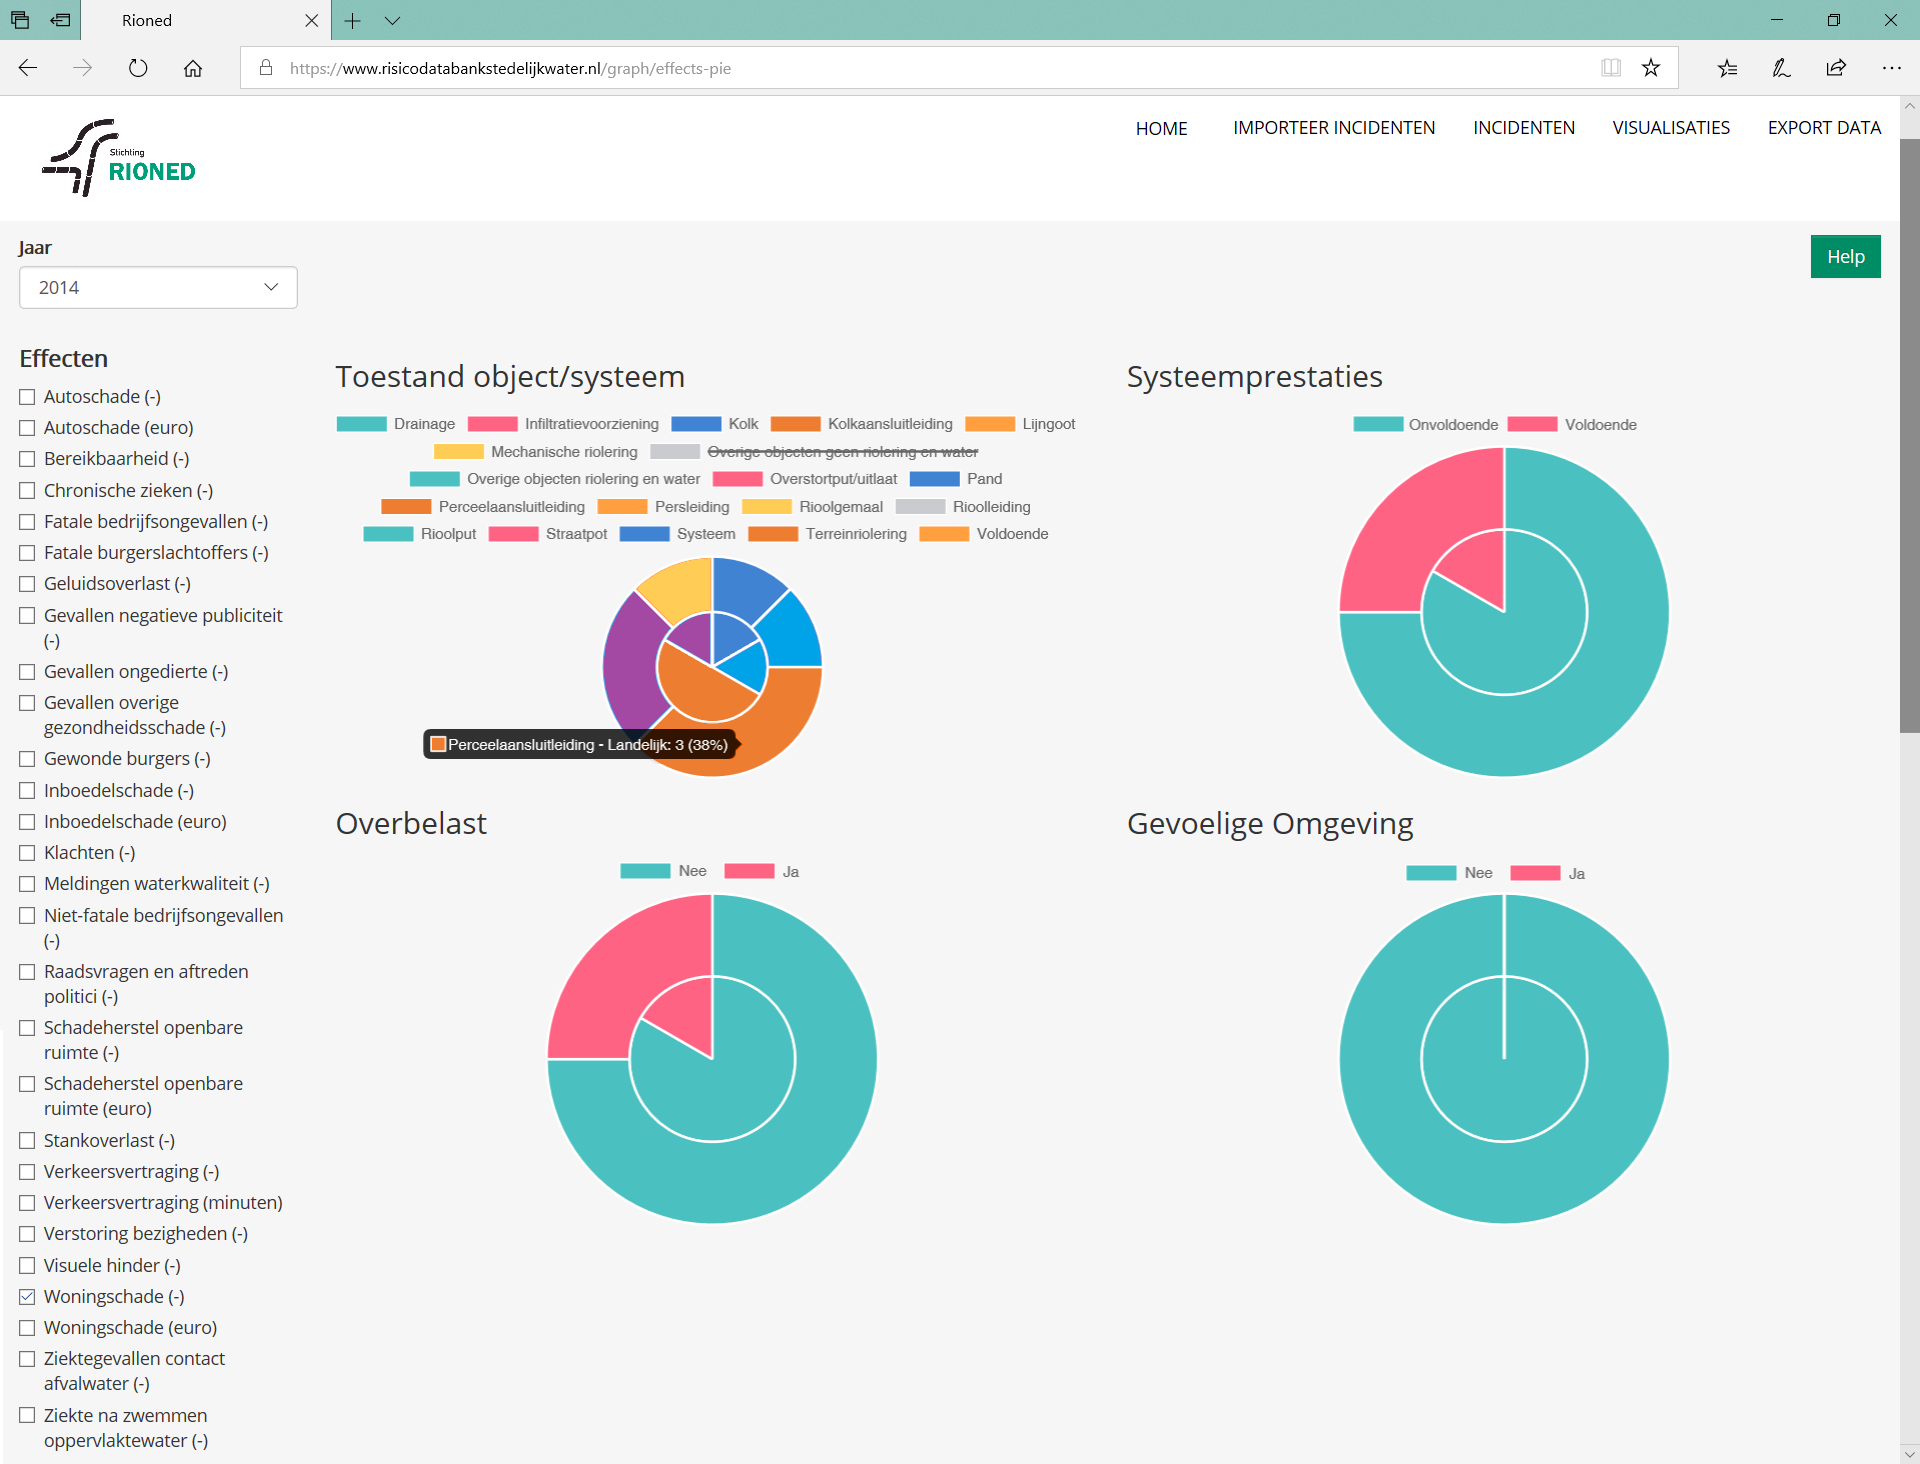 Rioned
https://www.risicodatabankstedelijkwater.nl/graph/effects-pie
Stichting
RIONED
HOME IMPORTEER INCIDENTEN INCIDENTEN VISUALISATIES EXPORT DATA
Jaar
2014
Help
Effecten
Autoschade (-)
Autoschade (euro)
Bereikbaarheid (-)
Chronische zieken (-)
Fatale bedrijfsongevallen (-)
Fatale burgerslachtoffers (-)
Geluidsoverlast (-)
Gevallen negatieve publiciteit
(-)
Gevallen ongedierte (-)
Gevallen overige
gezondheidsschade (-)
Gewonde burgers (-)
Inboedelschade (-)
Inboedelschade (euro)
Klachten (-)
Meldingen waterkwaliteit (-)
Niet-fatale bedrijfsongevallen
(-)
Raadsvragen en aftreden
politici (-)
Schadeherstel openbare
ruimte (-)
Schadeherstel openbare
ruimte (euro)
Stankoverlast (-)
Verkeersvertraging (-)
Verkeersvertraging (minuten)
Verstoring bezigheden (-)
Visuele hinder (-)
Woningschade (-)
Woningschade (euro)
Ziektegevallen contact
afvalwater (-)
Ziekte na zwemmen
oppervlaktewater (-)
Toestand object/systeem
Drainage Infiltratievoorziening Kolk Kolkaansluitleiding Lijngoot
Mechanische riolering Overige objecten geen riolering en water
Overige objecten riolering en water Overstortput/uitlaat Pand
Perceelaansluitleiding Persleiding Rioolgemaal Rioolleiding
Rioolput Straatpot Systeem Terreinriolering Voldoende
Perceelaansluitleiding - Landelijk: 3 (38%)
Systeemprestaties
Onvoldoende Voldoende
Overbelast
Nee Ja
Gevoelige Omgeving
Nee Ja